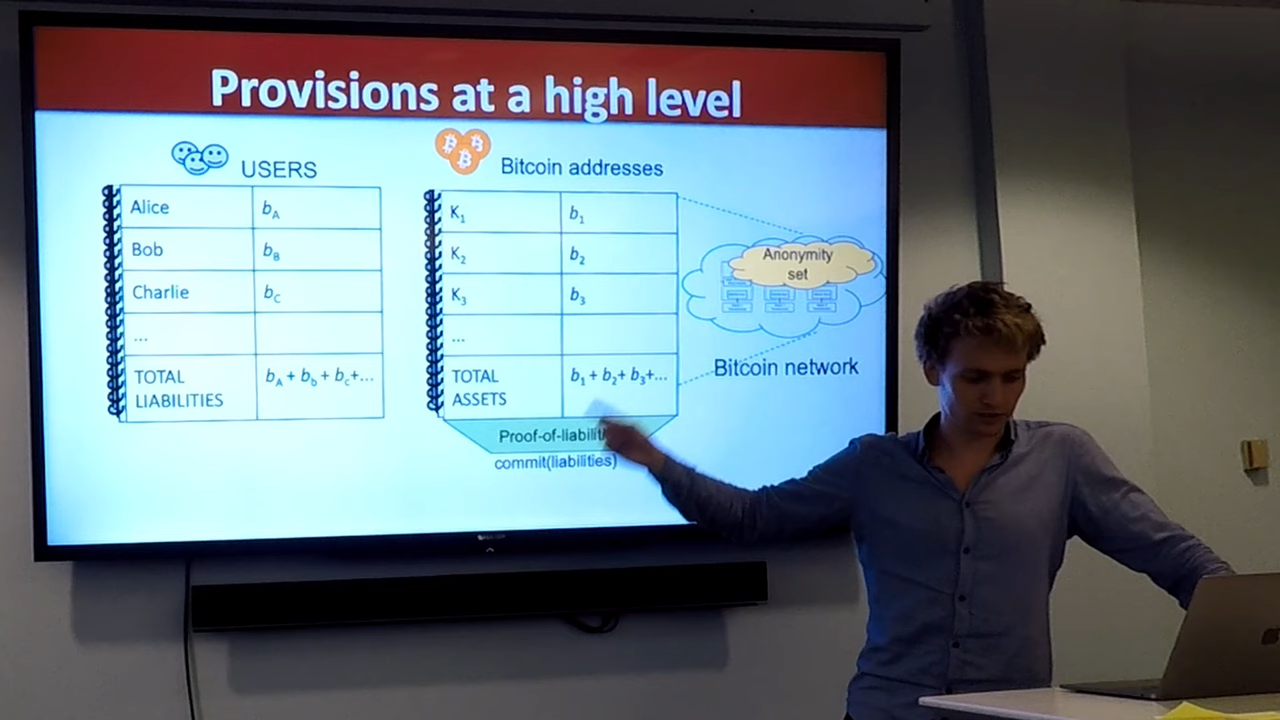 Provisions at a high level
USERS
Alice bA
Bob bB
Charlie bC
...
TOTAL LIABILITIES bA + bb + bc+...
Bitcoin addresses
K1 b1
K2 b2
K3 b3
...
TOTAL ASSETS b1 + b2+ b3+...
commit(liabilities)
Anonymity
set
Bitcoin network